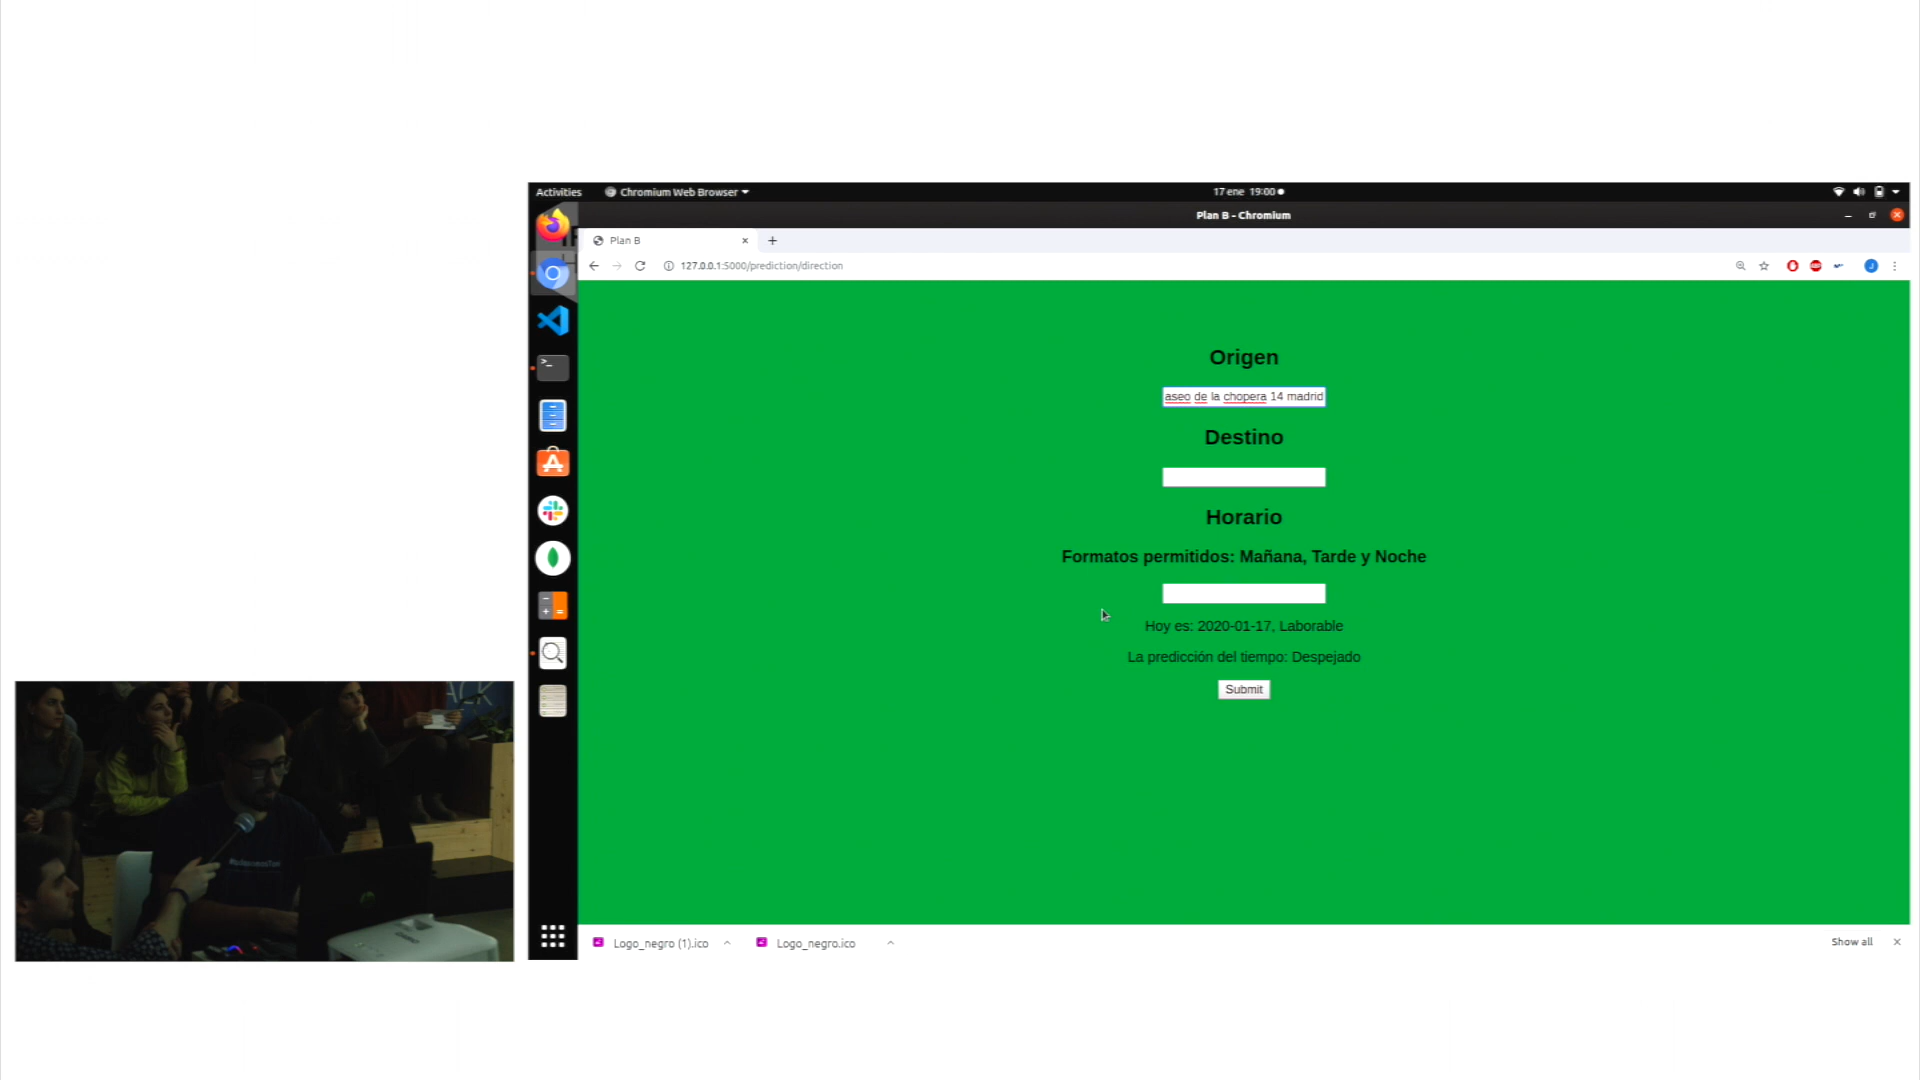 Activities
Chromium Web Browser
17 ene 19:00
Plan B - Chromium
Plan B
127.0.0.1:5000/prediction/direction
Origen
aseo de la chopera 14 madrid
Destino
Horario
Formatos permitidos: Mañana, Tarde y Noche
Hoy es: 2020-01-17, Laborable
La predicción del tiempo: Despejado
Submit
Logo_negro (1).ico
Logo_negro.ico
Show all